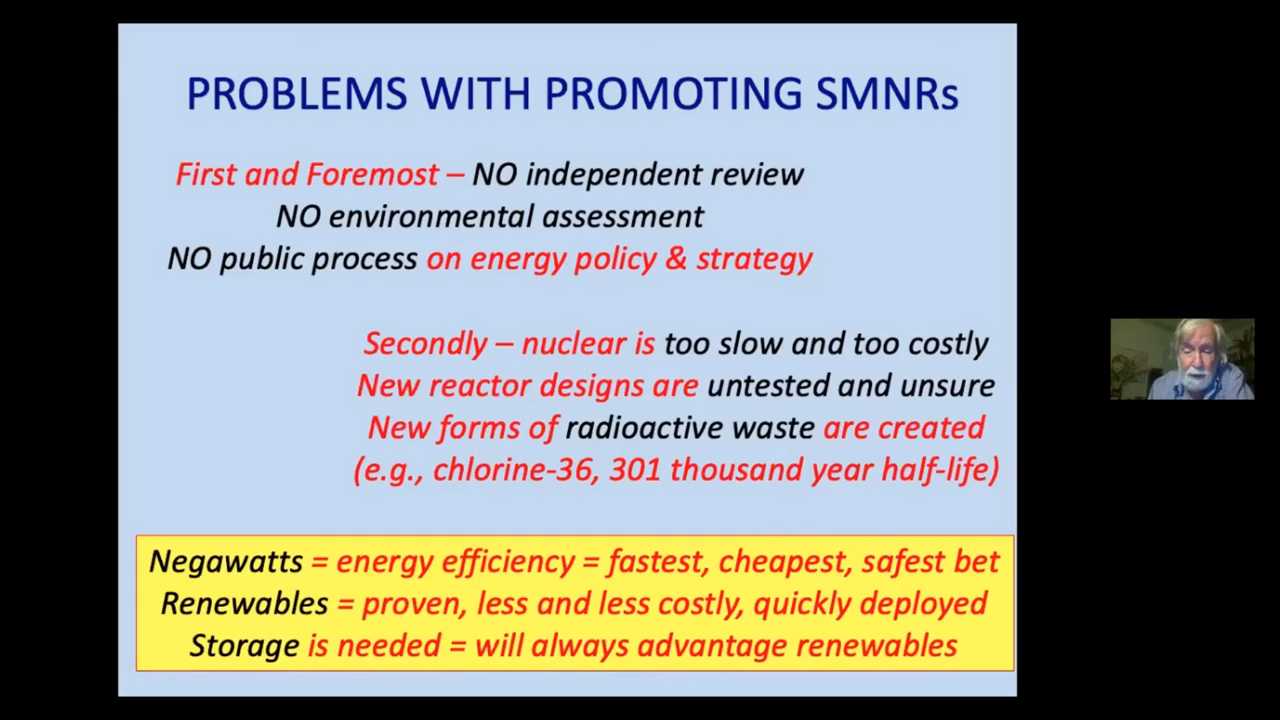 PROBLEMS WITH PROMOTING SMNRs
First and Foremost – NO independent review
NO environmental assessment
NO public process on energy policy & strategy
Secondly – nuclear is too slow and too costly
New reactor designs are untested and unsure
New forms of radioactive waste are created
(e.g., chlorine-36, 301 thousand year half-life)
Negawatts = energy efficiency = fastest, cheapest, safest bet
Renewables = proven, less and less costly, quickly deployed
Storage is needed = will always advantage renewables